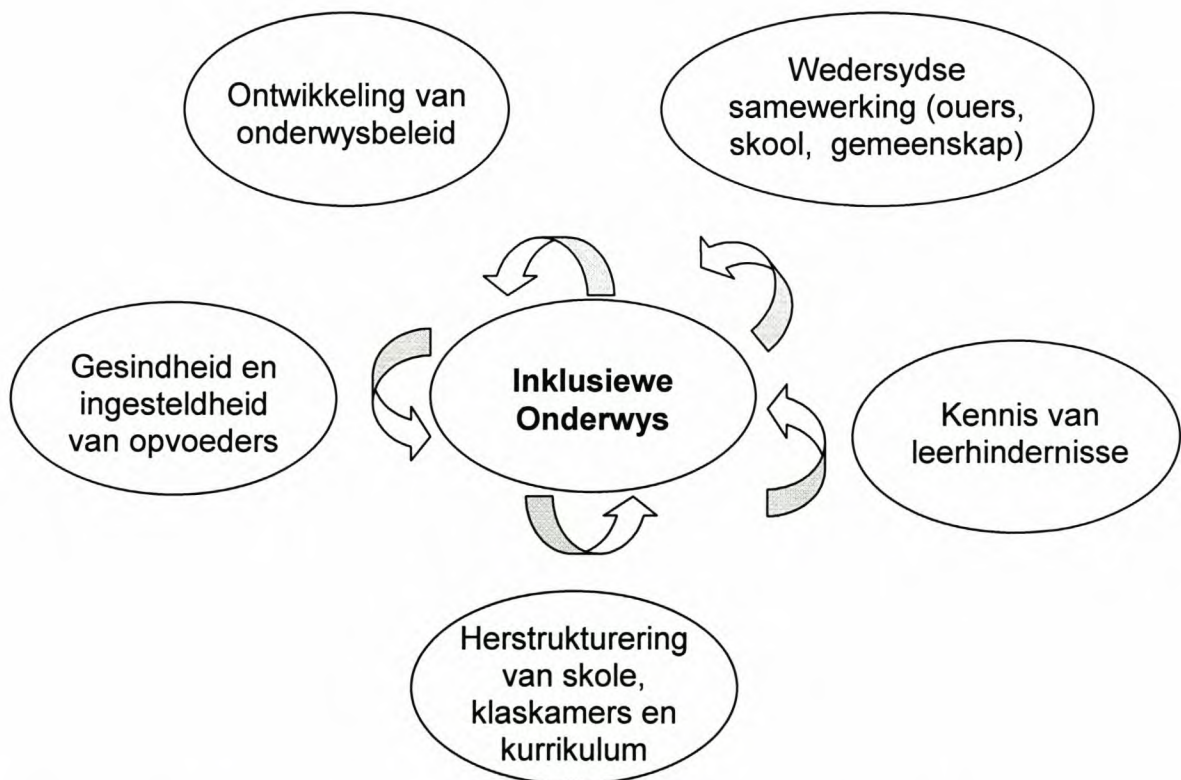 Ontwikkeling van
onderwysbeleid
Wedersydse
samewerking (ouers,
skool, gemeenskap)
Gesindheid en
ingesteldheid
van opvoeders
Inklusiewe
Onderwys
Kennis van
leerhindernisse
Herstrukturering
van skole,
klaskamers en
kurrikulum